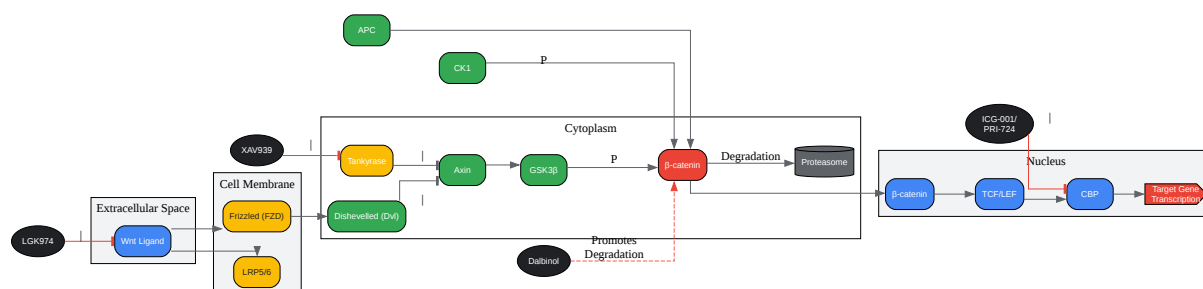 APC
CK1
P
ICG-001/
PRI-724
|
Cytoplasm
XAV939
|
Tankyrase
|
Axin
GSK3β
P
β-catenin
Degradation
Proteasome
Nucleus
β-catenin
TCF/LEF
CBP
Target Gene
Transcription
Cell Membrane
Extracellular Space
Frizzled (FZD)
Dishevelled (Dvl)
|
LGK974
|
Wnt Ligand
LRP5/6
Promotes
Degradation
Dalbinol